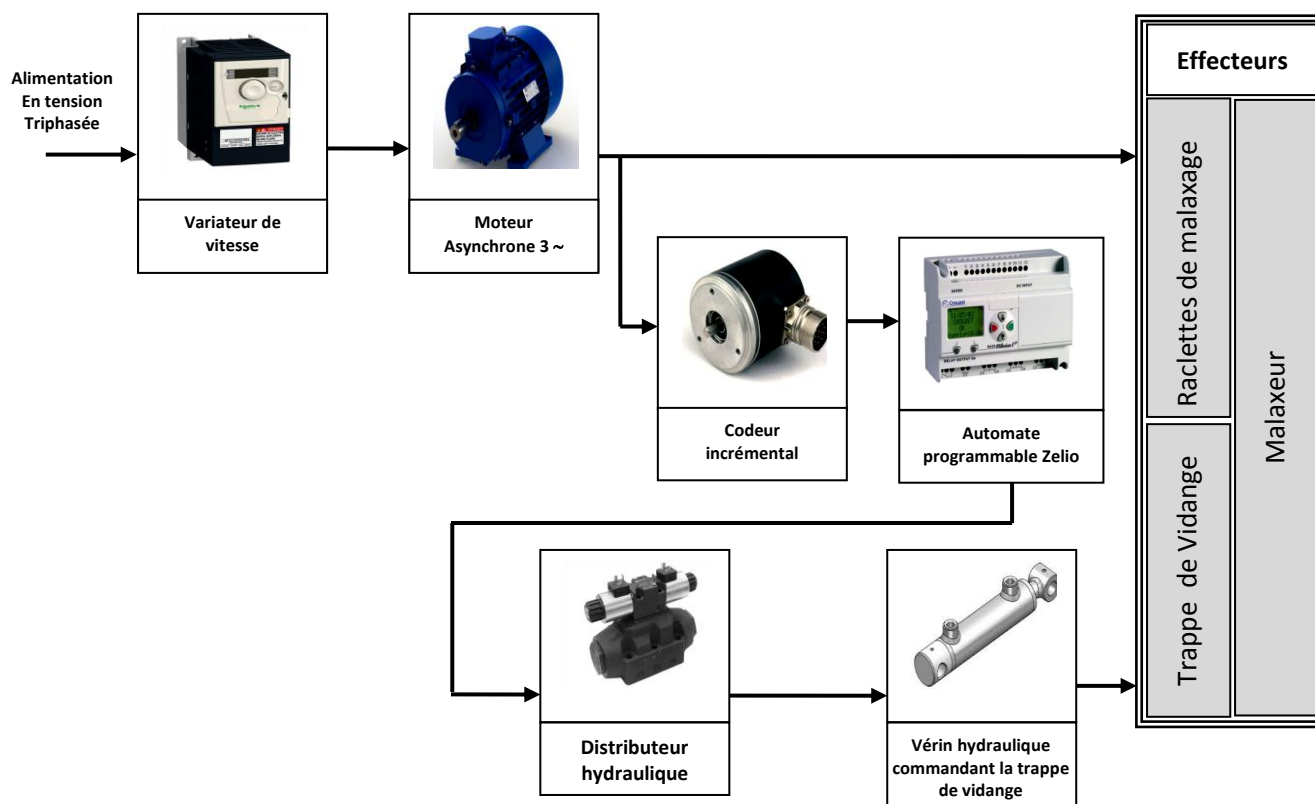 Alimentation
En tension
Triphasée
Variateur de
vitesse
Moteur
Asynchrone 3 ~
Codeur
incrémental
Automate
programmable Zelio
Distributeur
hydraulique
Vérin hydraulique
commandant la trappe
de vidange
Effecteurs
Raclettes de malaxage
Trappe de Vidange
Malaxeur